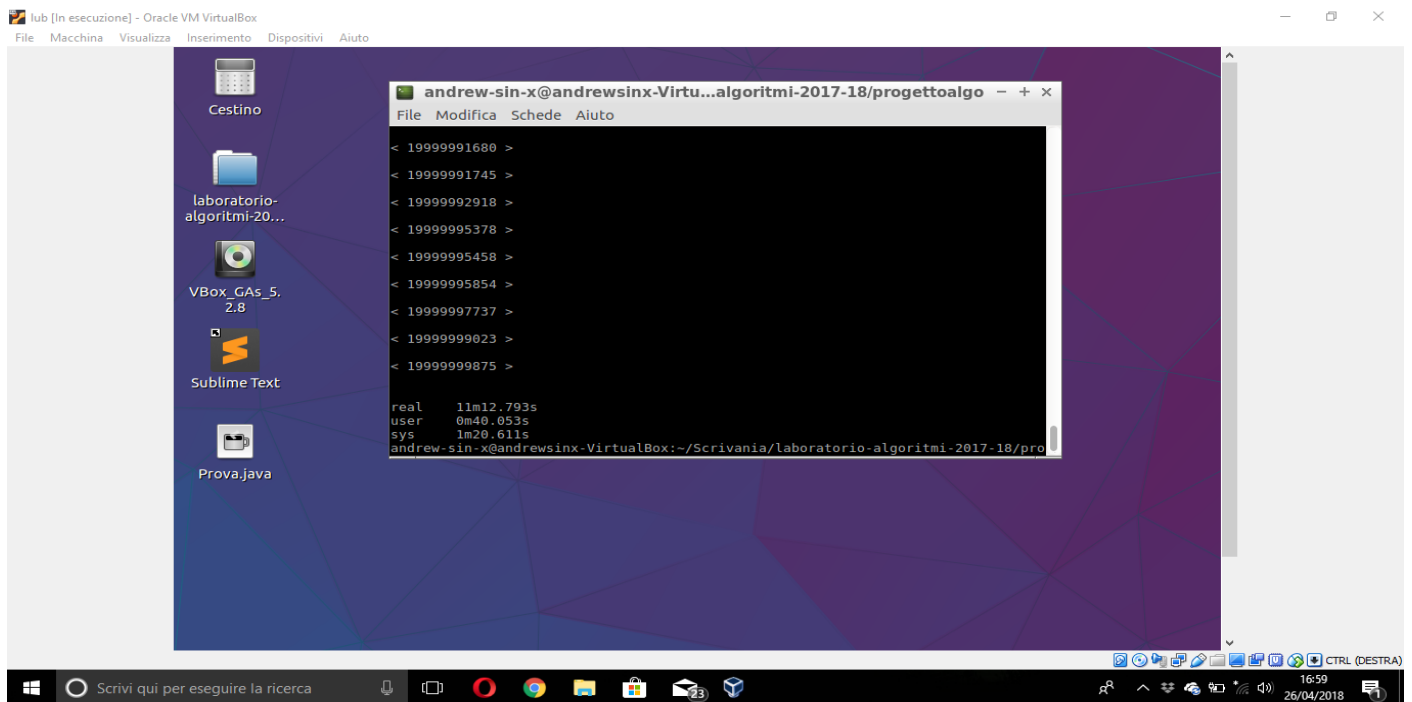 lub [In esecuzione] - Oracle VM VirtualBox
File Macchina Visualizza Inserimento Dispositivi Aiuto
Cestino
laboratorio-
algoritmi-20...
VBox_GAs_5.
2.8
Sublime Text
Prova.java
andrew-sin-x@andrewsinx-Virtu...algoritmi-2017-18/progettoalgo
File Modifica Schede Aiuto
< 19999991680 >
< 19999991745 >
< 19999992918 >
< 19999995378 >
< 19999995458 >
< 19999995854 >
< 19999997737 >
< 19999999023 >
< 19999999875 >
real 11m12.793s
user 0m40.053s
sys 1m20.611s
andrew-sin-x@andrewsinx-VirtualBox:~/Scrivania/laboratorio-algoritmi-2017-18/pro
CTRL (DESTRA)
Scrivi qui per eseguire la ricerca
23
16:59
26/04/2018
1